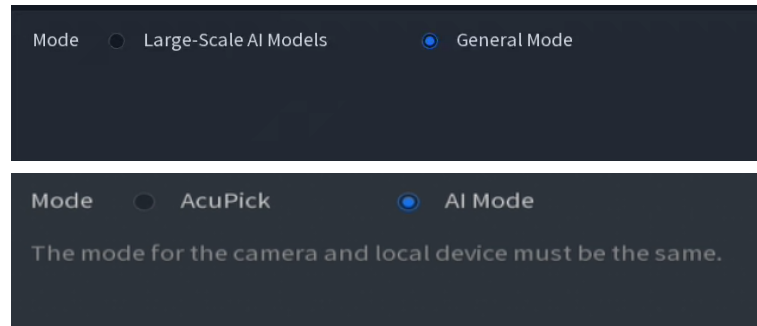 Mode Large-Scale AI Models General Mode
Mode AcuPick AI Mode
The mode for the camera and local device must be the same.